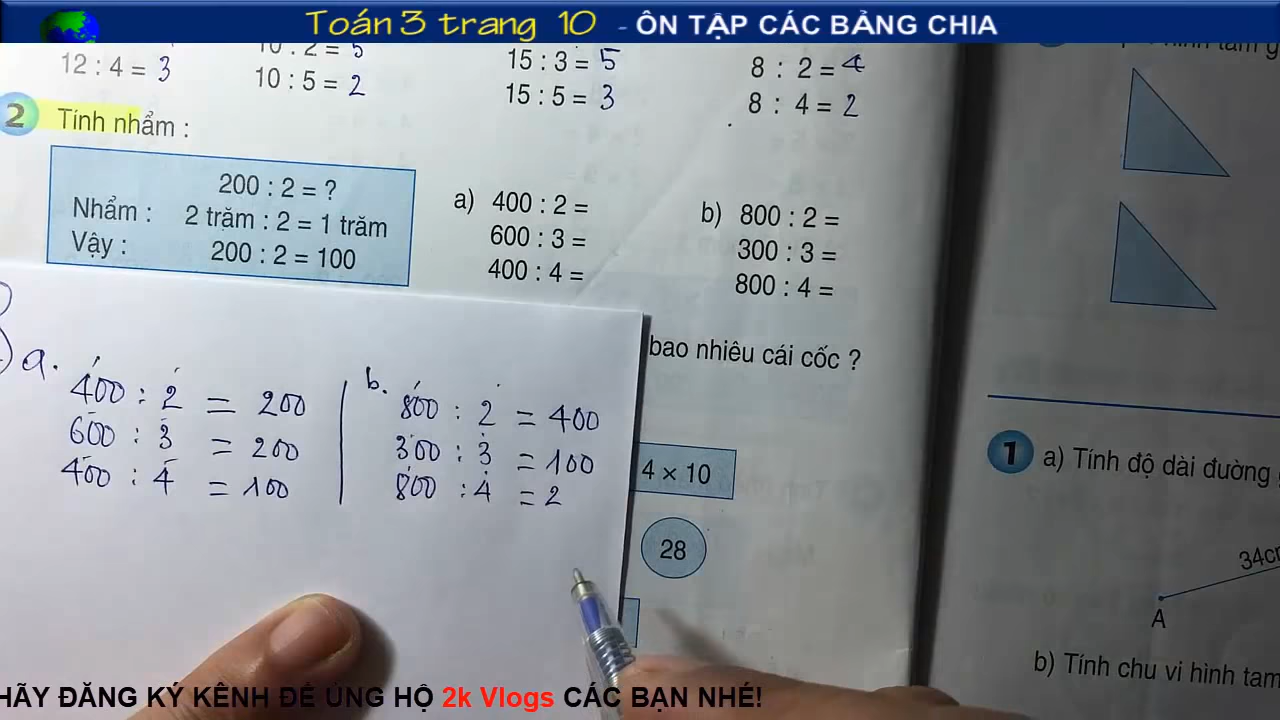 Toán 3 trang 10 - ÔN TẬP CÁC BẢNG CHIA
12 : 4 = 3
10 : 2 = 5
10 : 5 = 2
15 : 3 = 5
15 : 5 = 3
8 : 2 = 4
8 : 4 = 2
2 Tính nhẩm :
200 : 2 = ?
Nhẩm : 2 trăm : 2 = 1 trăm
Vậy : 200 : 2 = 100
a) 400 : 2 =
600 : 3 =
400 : 4 =
b) 800 : 2 =
300 : 3 =
800 : 4 =
bao nhiêu cái cốc ?
a.
400 : 2 = 200
600 : 3 = 200
400 : 4 = 100
b.
800 : 2 = 400
300 : 3 = 100
800 : 4 = 2
4 × 10
28
1 a) Tính độ dài đường
34c
A
b) Tính chu vi hình tam
HÃY ĐĂNG KÝ KÊNH ĐỂ ỦNG HỘ 2k Vlogs CÁC BẠN NHÉ!